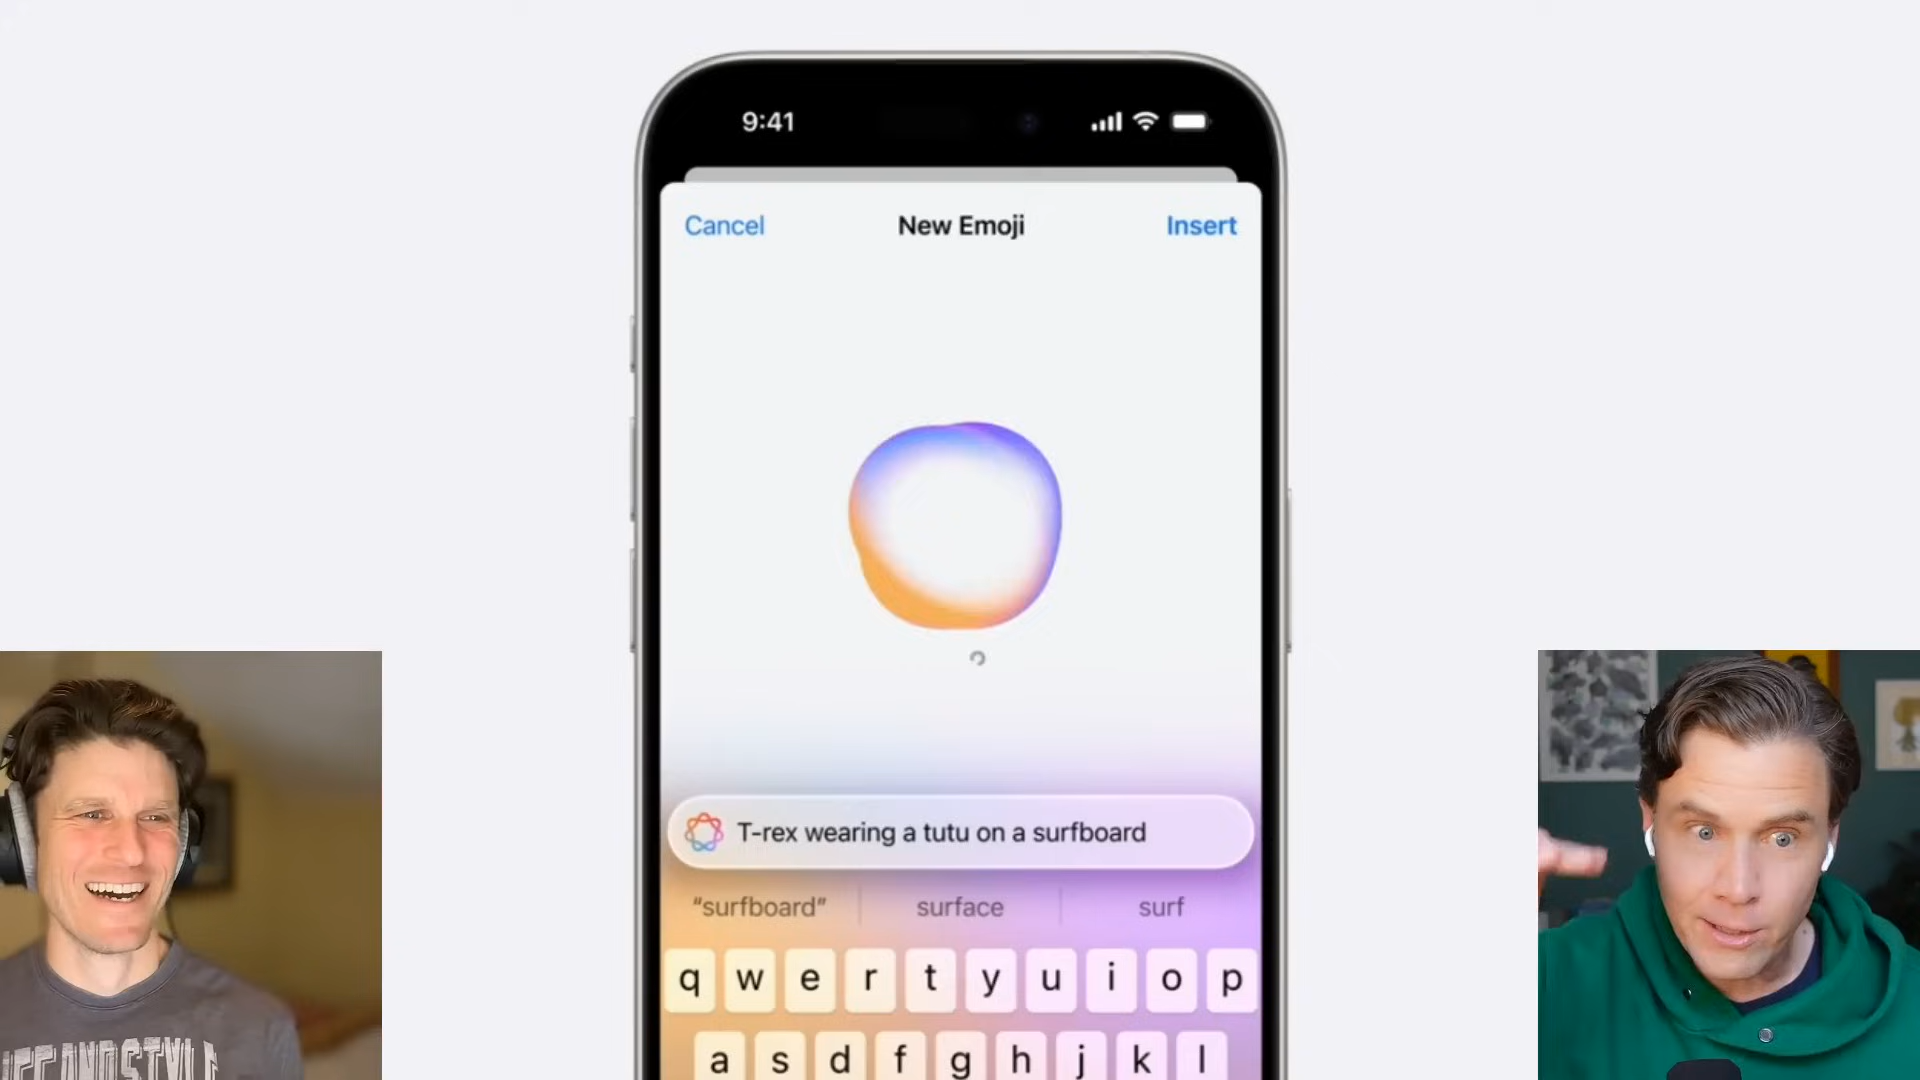 9:41
Cancel New Emoji Insert
T-rex wearing a tutu on a surfboard
“surfboard” surface surf
q w e r t y u i o p
a s d f g h j k l